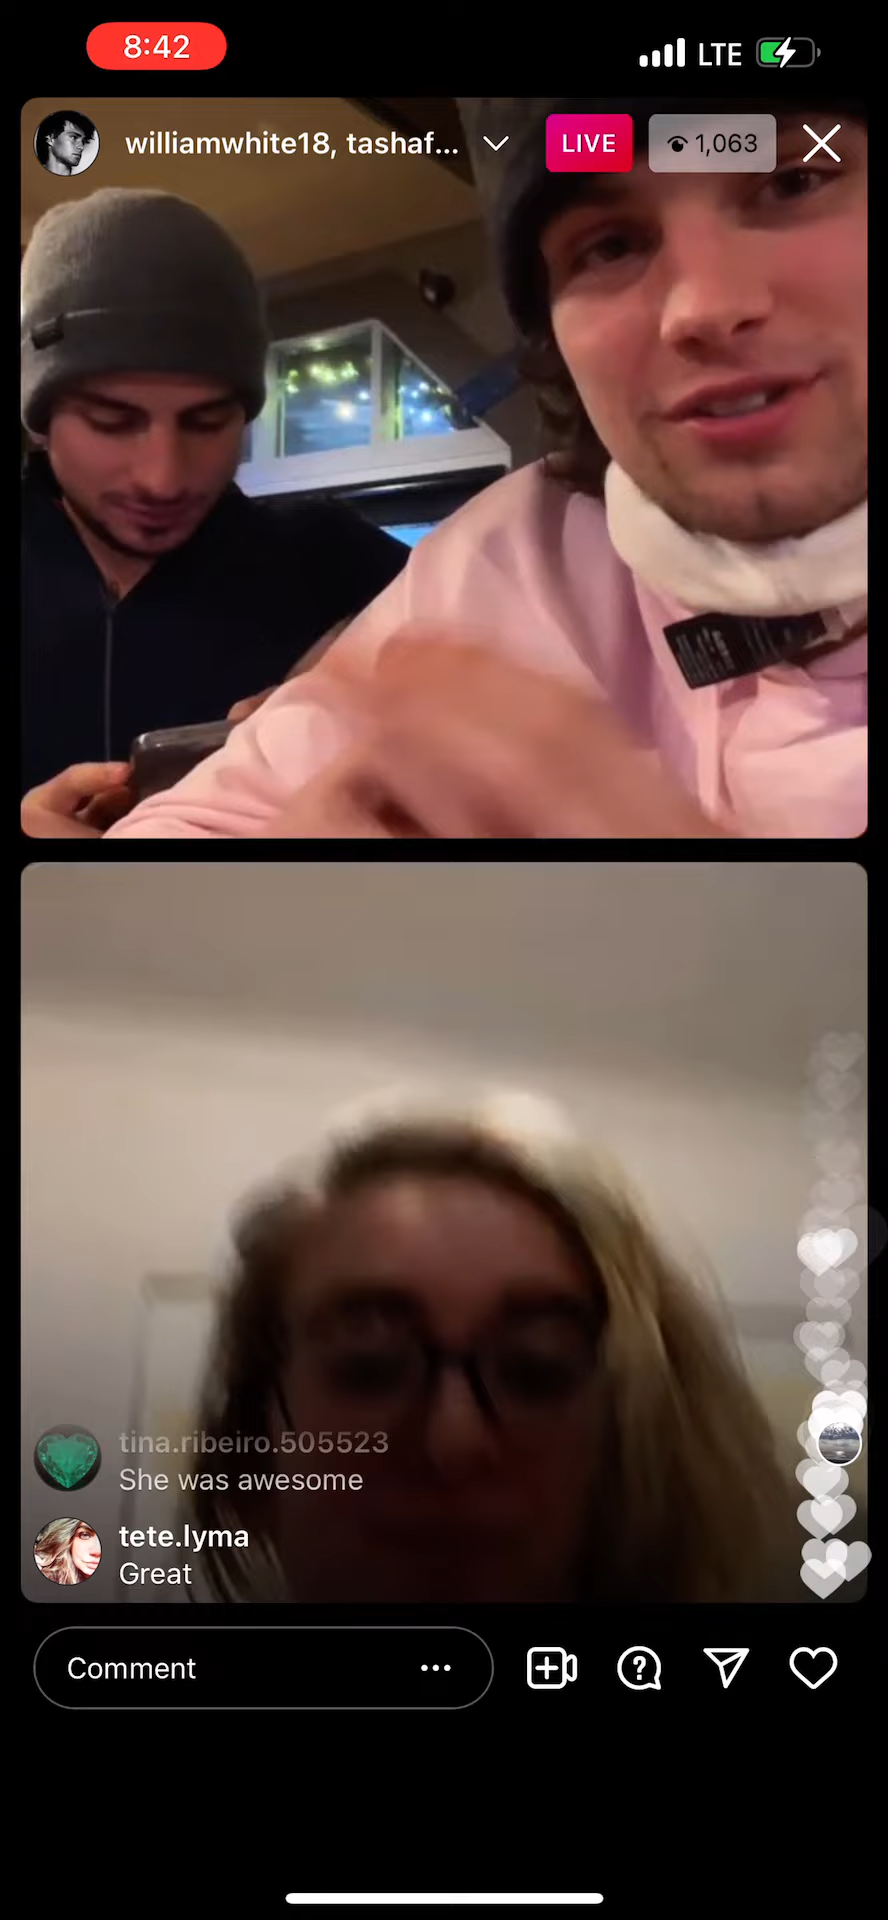 8:42
LTE
williamwhite18, tashaf...
LIVE
1,063
tina.ribeiro.505523
She was awesome
tete.lyma
Great
Comment